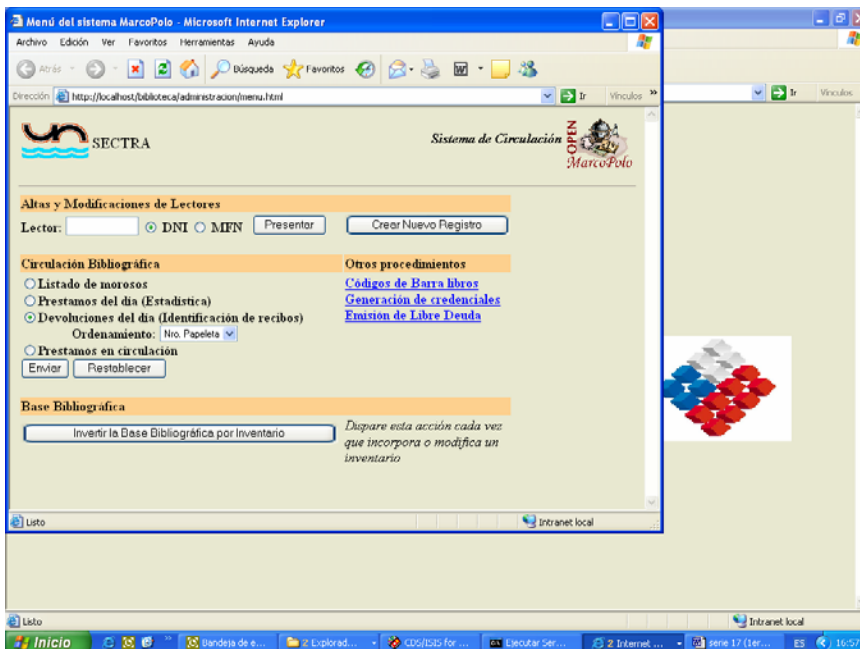 Menú del sistema MarcoPolo - Microsoft Internet Explorer
Archivo Edición Ver Favoritos Herramientas Ayuda
Atrás Búsqueda Favoritos
Dirección http://localhost/biblioteca/administracion/menu.html Ir Vínculos »
Ir Vínculos
SECTRA
Sistema de Circulación
OPEN
MarcoPolo
Altas y Modificaciones de Lectores
Lector: DNI MFN Presentar Crear Nuevo Registro
Circulación Bibliográfica Otros procedimientos
Listado de morosos Códigos de Barra libros
Prestamos del día (Estadistica) Generación de credenciales
Devoluciones del día (Identificación de recibos) Emisión de Libre Deuda
Ordenamiento: Nro. Papeleta
Prestamos en circulación
Enviar Restablecer
Base Bibliográfica
Invertir la Base Bibliográfica por Inventario
Dispare esta acción cada vez
que incorpora o modifica un
inventario
Listo Intranet local
Listo Intranet local
Inicio » Bandeja de e... 2 Explorad... CDS/ISIS for ... Ejecutar Ser... 2 Internet ... serie 17 (1er... ES 16:57